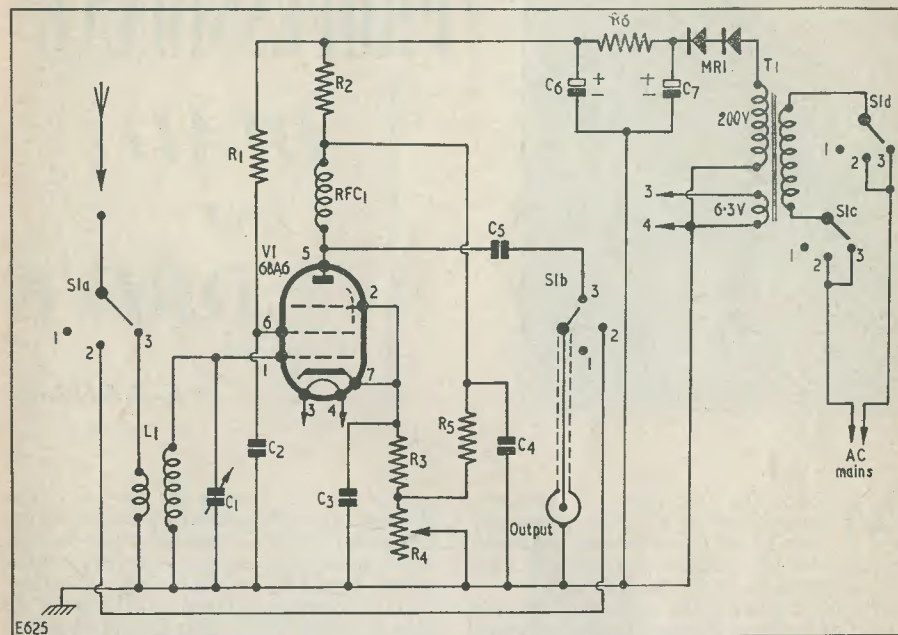 R6
R2
C6
+
−
+
−
C7
MR1
T1
200V
S1d
1
2
3
R1
RFC1
3
6·3V
4
S1c
1
2
3
C5
V1
6BA6
5
2
6
1
7
3
4
S1a
1
2
3
S1b
3
2
1
L1
C1
C2
C3
R3
R5
C4
R4
Output
AC
mains
E625